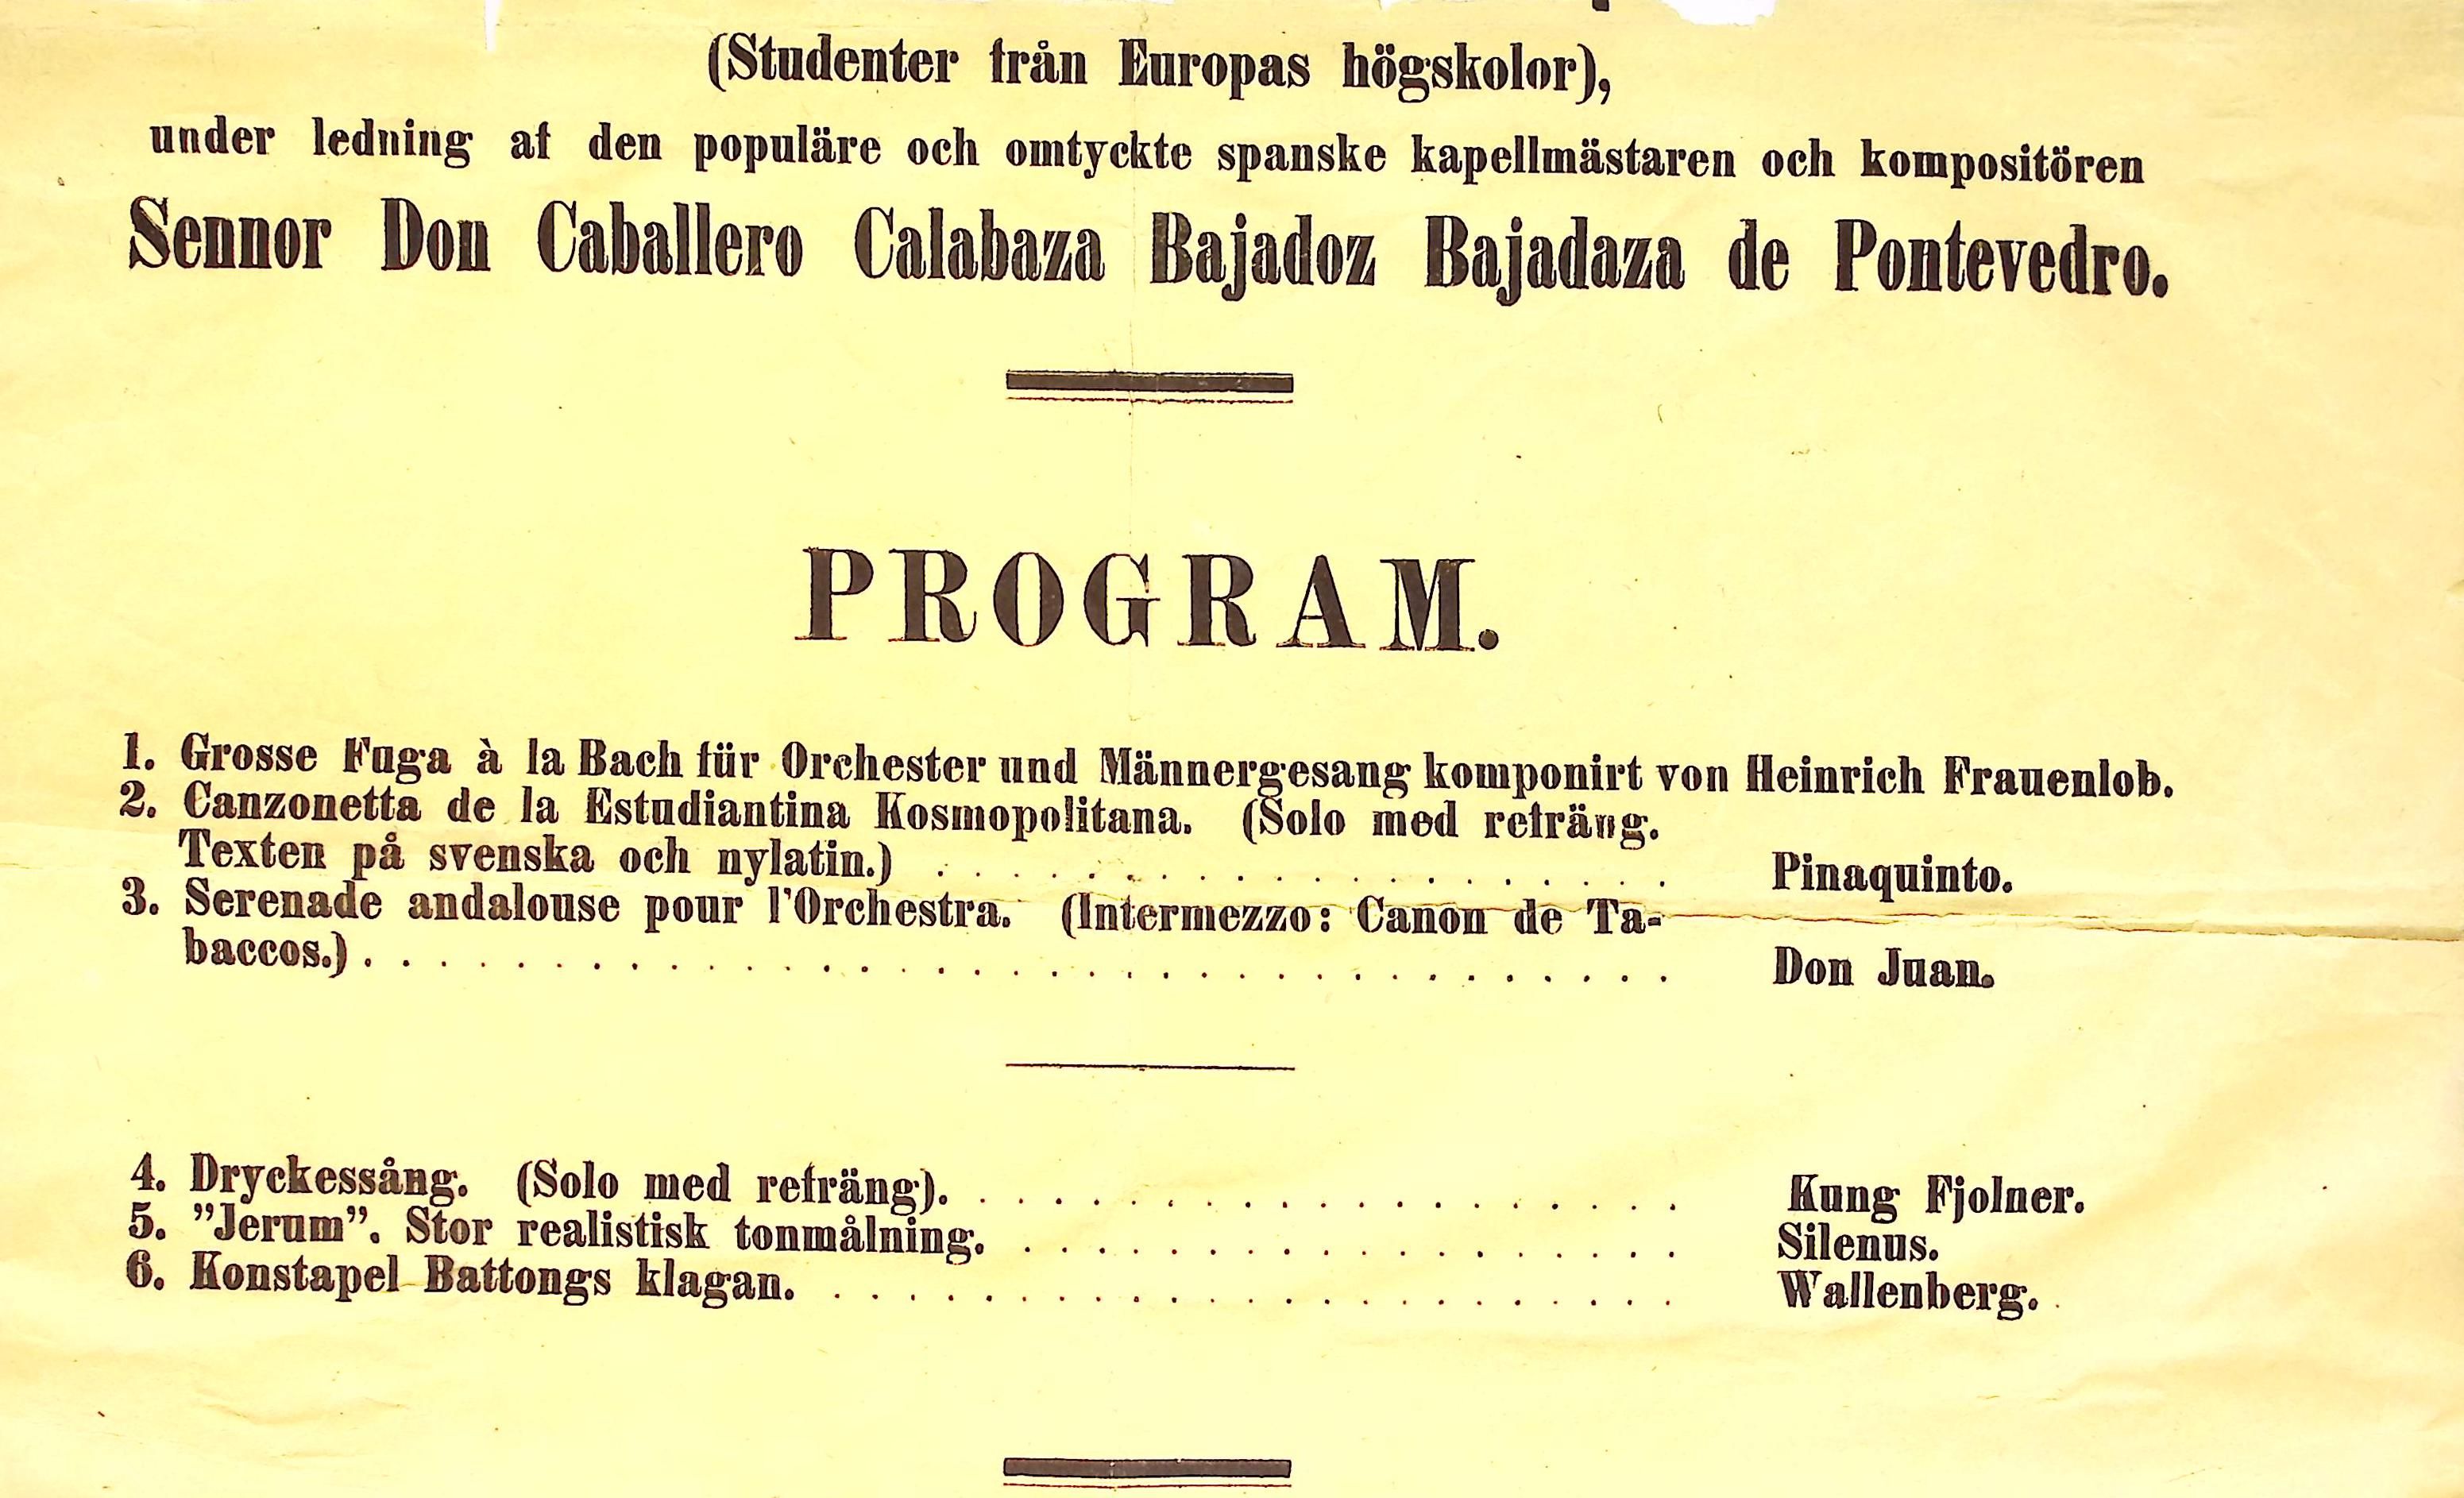 (Studenter från Europas högskolor),
under ledning af den populäre och omtyckte spanske kapellmästaren och kompositören
Sennor Don Caballero Calabaza Bajadoz Bajadaza de Pontevedro.
PROGRAM.
1. Grosse Fuga à la Bach für Orchester und Männergesang komponirt von Heinrich Frauenlob.
2. Canzonetta de la Estudiantina Kosmopolitana. (Solo med refräng.
Texten på svenska och nylatin.) . . . . . . . . . . . . . . Pinaquinto.
3. Serenade andalouse pour l'Orchestra. (Intermezzo: Canon de Ta-
baccos.) . . . . . . . . . . . . . . . . . . . . . . . . Don Juan.
4. Dryckessång. (Solo med refräng). . . . . . . . . . . . . . . . . . . . Kung Fjolner.
5. ”Jerum”. Stor realistisk tonmålning. . . . . . . . . . . . . . . . . . . Silenus.
6. Konstapel Battongs klagan. . . . . . . . . . . . . . . . . . . . . . . . Wallenberg.